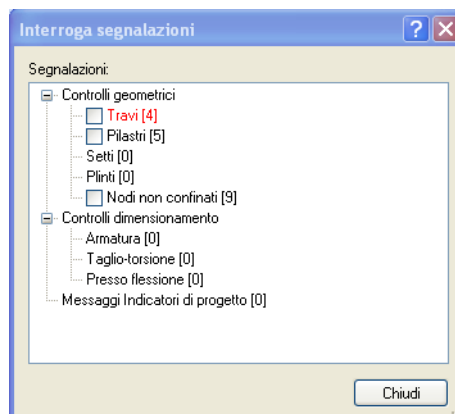 Interroga segnalazioni
Segnalazioni:
Controlli geometrici
Travi [4]
Pilastri [5]
Setti [0]
Plinti [0]
Nodi non confinati [9]
Controlli dimensionamento
Armatura [0]
Taglio-torsione [0]
Presso flessione [0]
Messaggi Indicatori di progetto [0]
Chiudi